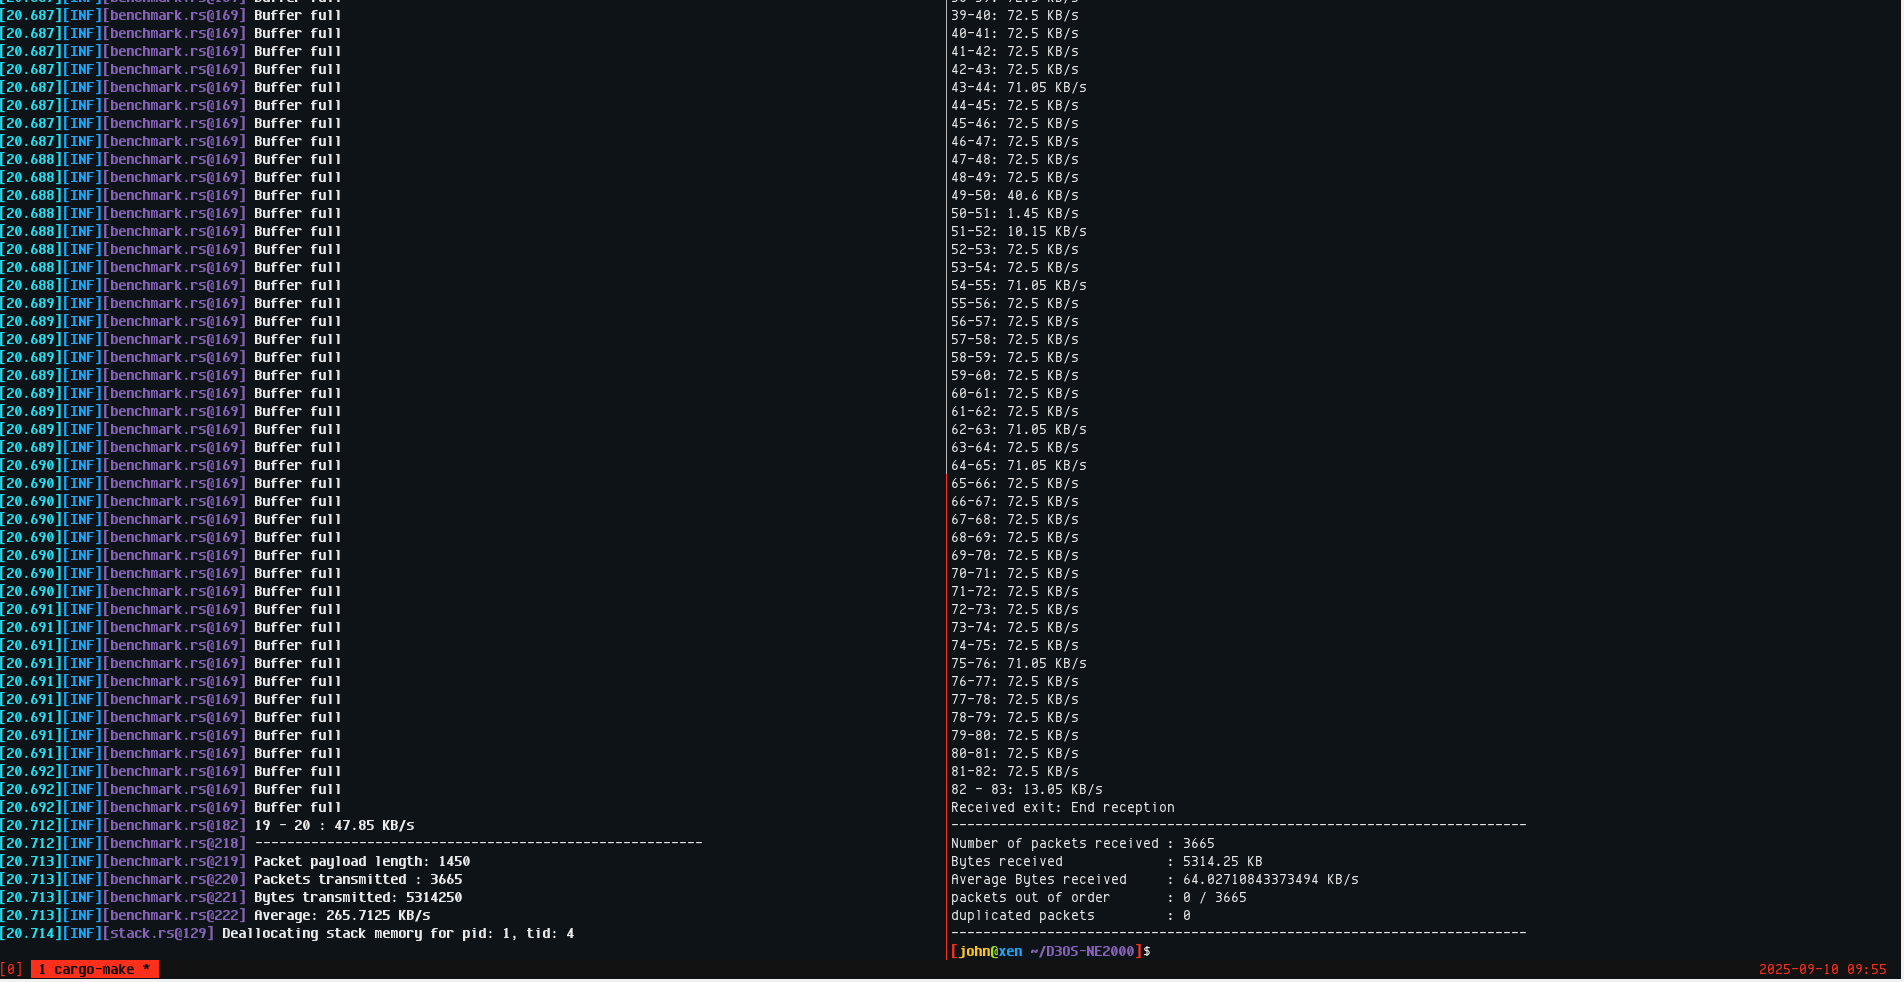 [20.687][INF][benchmark.rs@169] Buffer full
[20.687][INF][benchmark.rs@169] Buffer full
[20.687][INF][benchmark.rs@169] Buffer full
[20.687][INF][benchmark.rs@169] Buffer full
[20.687][INF][benchmark.rs@169] Buffer full
[20.687][INF][benchmark.rs@169] Buffer full
[20.687][INF][benchmark.rs@169] Buffer full
[20.687][INF][benchmark.rs@169] Buffer full
[20.688][INF][benchmark.rs@169] Buffer full
[20.688][INF][benchmark.rs@169] Buffer full
[20.688][INF][benchmark.rs@169] Buffer full
[20.688][INF][benchmark.rs@169] Buffer full
[20.688][INF][benchmark.rs@169] Buffer full
[20.688][INF][benchmark.rs@169] Buffer full
[20.688][INF][benchmark.rs@169] Buffer full
[20.688][INF][benchmark.rs@169] Buffer full
[20.689][INF][benchmark.rs@169] Buffer full
[20.689][INF][benchmark.rs@169] Buffer full
[20.689][INF][benchmark.rs@169] Buffer full
[20.689][INF][benchmark.rs@169] Buffer full
[20.689][INF][benchmark.rs@169] Buffer full
[20.689][INF][benchmark.rs@169] Buffer full
[20.689][INF][benchmark.rs@169] Buffer full
[20.689][INF][benchmark.rs@169] Buffer full
[20.689][INF][benchmark.rs@169] Buffer full
[20.690][INF][benchmark.rs@169] Buffer full
[20.690][INF][benchmark.rs@169] Buffer full
[20.690][INF][benchmark.rs@169] Buffer full
[20.690][INF][benchmark.rs@169] Buffer full
[20.690][INF][benchmark.rs@169] Buffer full
[20.690][INF][benchmark.rs@169] Buffer full
[20.690][INF][benchmark.rs@169] Buffer full
[20.690][INF][benchmark.rs@169] Buffer full
[20.691][INF][benchmark.rs@169] Buffer full
[20.691][INF][benchmark.rs@169] Buffer full
[20.691][INF][benchmark.rs@169] Buffer full
[20.691][INF][benchmark.rs@169] Buffer full
[20.691][INF][benchmark.rs@169] Buffer full
[20.691][INF][benchmark.rs@169] Buffer full
[20.691][INF][benchmark.rs@169] Buffer full
[20.691][INF][benchmark.rs@169] Buffer full
[20.691][INF][benchmark.rs@169] Buffer full
[20.692][INF][benchmark.rs@169] Buffer full
[20.692][INF][benchmark.rs@169] Buffer full
[20.692][INF][benchmark.rs@169] Buffer full
[20.712][INF][benchmark.rs@182] 19 - 20 : 47.85 KB/s
[20.712][INF][benchmark.rs@218] --------------------------------------------------------
[20.713][INF][benchmark.rs@219] Packet payload length: 1450
[20.713][INF][benchmark.rs@220] Packets transmitted : 3665
[20.713][INF][benchmark.rs@221] Bytes transmitted: 5314250
[20.713][INF][benchmark.rs@222] Average: 265.7125 KB/s
[20.714][INF][stack.rs@129] Deallocating stack memory for pid: 1, tid: 4
39-40: 72.5 KB/s
40-41: 72.5 KB/s
41-42: 72.5 KB/s
42-43: 72.5 KB/s
43-44: 71.05 KB/s
44-45: 72.5 KB/s
45-46: 72.5 KB/s
46-47: 72.5 KB/s
47-48: 72.5 KB/s
48-49: 72.5 KB/s
49-50: 40.6 KB/s
50-51: 1.45 KB/s
51-52: 10.15 KB/s
52-53: 72.5 KB/s
53-54: 72.5 KB/s
54-55: 71.05 KB/s
55-56: 72.5 KB/s
56-57: 72.5 KB/s
57-58: 72.5 KB/s
58-59: 72.5 KB/s
59-60: 72.5 KB/s
60-61: 72.5 KB/s
61-62: 72.5 KB/s
62-63: 71.05 KB/s
63-64: 72.5 KB/s
64-65: 71.05 KB/s
65-66: 72.5 KB/s
66-67: 72.5 KB/s
67-68: 72.5 KB/s
68-69: 72.5 KB/s
69-70: 72.5 KB/s
70-71: 72.5 KB/s
71-72: 72.5 KB/s
72-73: 72.5 KB/s
73-74: 72.5 KB/s
74-75: 72.5 KB/s
75-76: 71.05 KB/s
76-77: 72.5 KB/s
77-78: 72.5 KB/s
78-79: 72.5 KB/s
79-80: 72.5 KB/s
80-81: 72.5 KB/s
81-82: 72.5 KB/s
82 - 83: 13.05 KB/s
Received exit: End reception
------------------------------------------------------------------------
Number of packets received : 3665
Bytes received             : 5314.25 KB
Average Bytes received     : 64.02710843373494 KB/s
packets out of order       : 0 / 3665
duplicated packets         : 0
------------------------------------------------------------------------
[john@xen ~/D3OS-NE2000]$
[0] 1 cargo-make *
2025-09-10 09:55